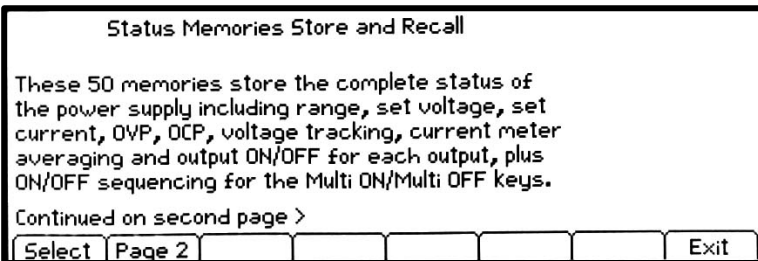 Status Memories Store and Recall
These 50 memories store the complete status of
the power supply including range, set voltage, set
current, OVP, OCP, voltage tracking, current meter
averaging and output ON/OFF for each output, plus
ON/OFF sequencing for the Multi ON/Multi OFF keys.
Continued on second page >
Select Page 2 Exit